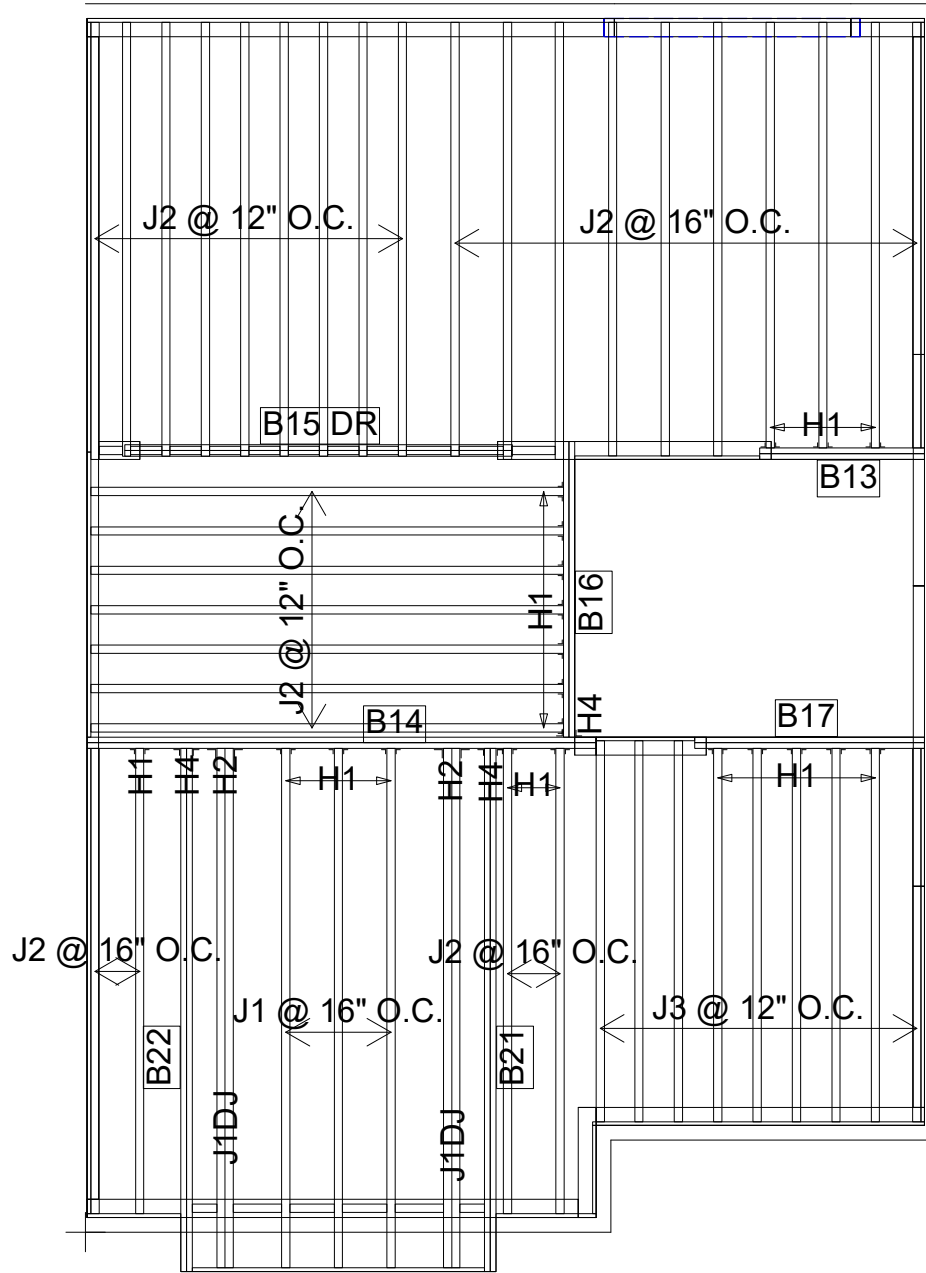 J2 @ 12" O.C.
J2 @ 16" O.C.
B15 DR
H1
B13
J2 @ 12" O.C.
H1
B16
H4
B14
B17
H1
H4
H2
H1
H2
H4
H1
H1
J2 @ 16" O.C.
J2 @ 16" O.C.
J1 @ 16" O.C.
J3 @ 12" O.C.
B22
B21
J1DJ
J1DJ